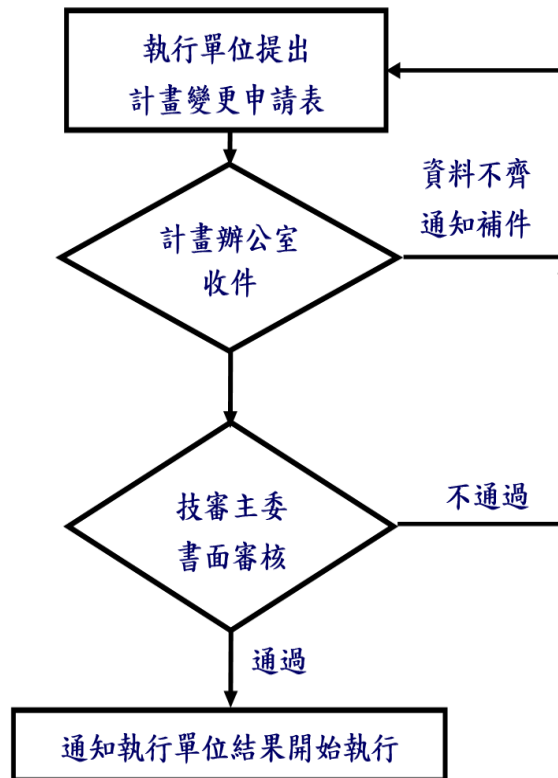 執行單位提出
計畫變更申請表
資料不齊
通知補件
計畫辦公室
收件
技審主委
書面審核
不通過
通過
通知執行單位結果開始執行